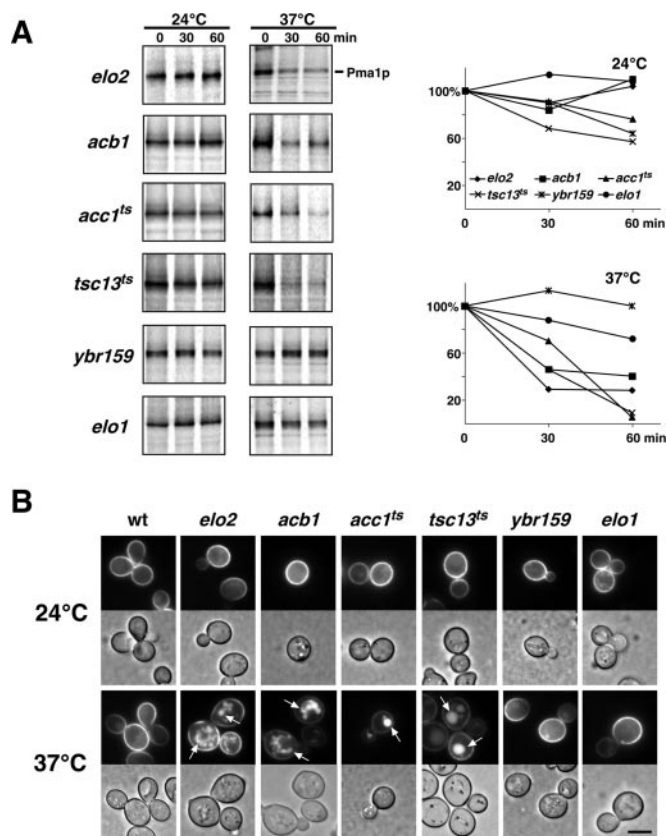 A
24°C 37°C
0 30 60 0 30 60 min
elo2
Pma1p
acb1
acc1ts
tsc13ts
ybr159
elo1
24°C
100%
60
20
elo2 acb1 acc1ts
tsc13ts ybr159 elo1
0 30 60 min
37°C
100%
60
20
0 30 60 min
B
wt elo2 acb1 acc1ts tsc13ts ybr159 elo1
24°C
37°C